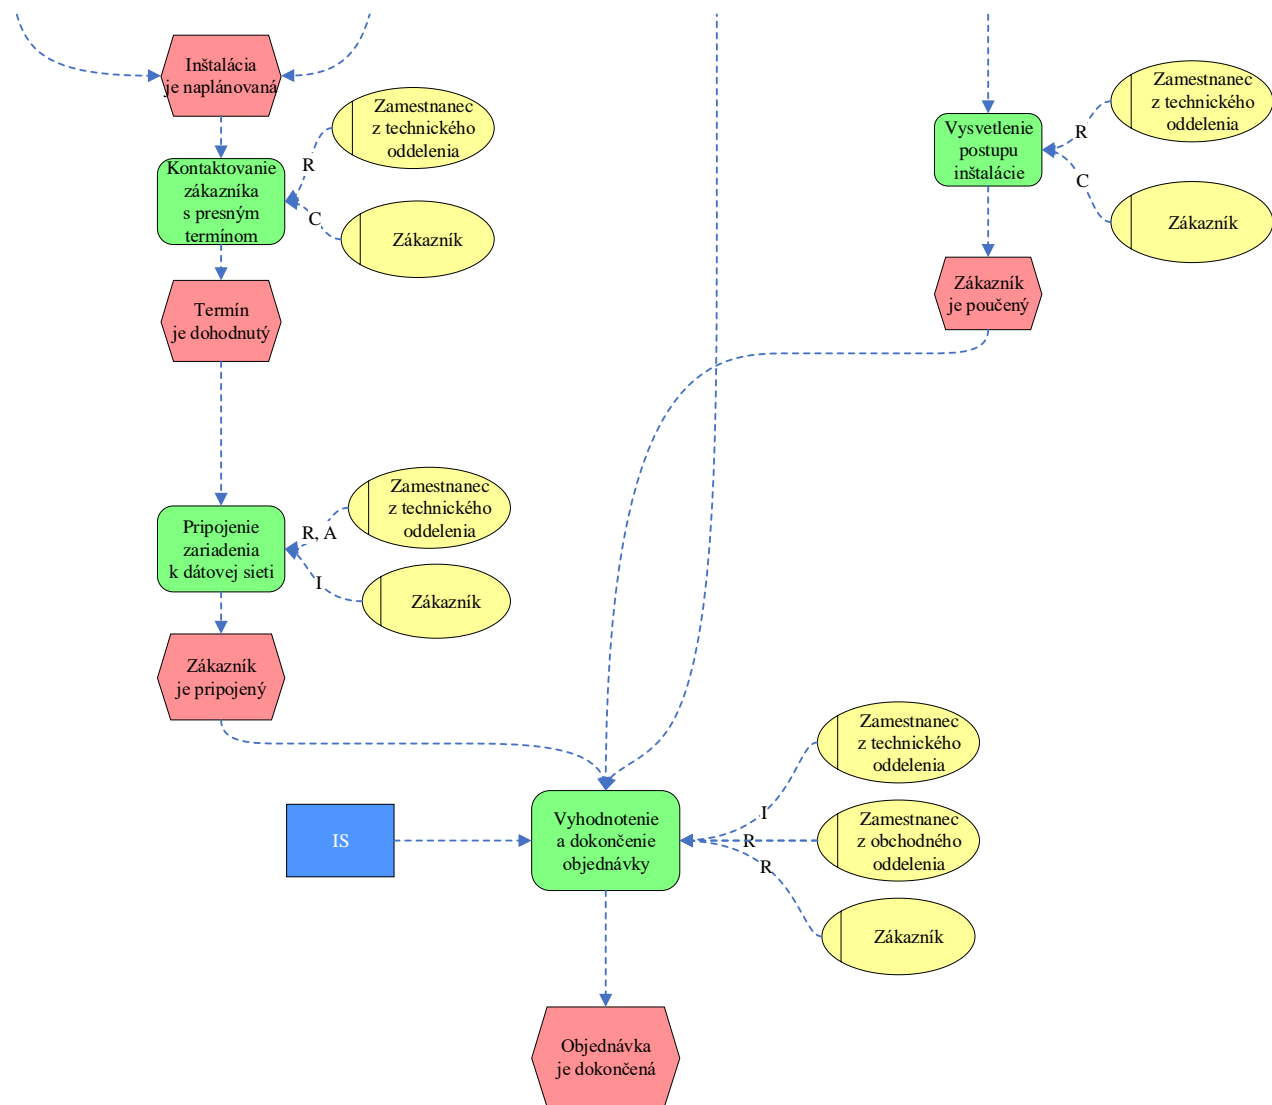 Inštalácia
je naplánovaná
Zamestnanec
z technického
oddelenia
R
Kontaktovanie
zákazníka
s presným
termínom
C
Zákazník
Termín
je dohodnutý
Zamestnanec
z technického
oddelenia
R
Vysvetlenie
postupu
inštalácie
C
Zákazník
Zákazník
je poučený
Zamestnanec
z technického
oddelenia
R, A
Pripojenie
zariadenia
k dátovej sieti
I
Zákazník
Zákazník
je pripojený
Zamestnanec
z technického
oddelenia
I
IS
Vyhodnotenie
a dokončenie
objednávky
R
Zamestnanec
z obchodného
oddelenia
R
Zákazník
Objednávka
je dokončená